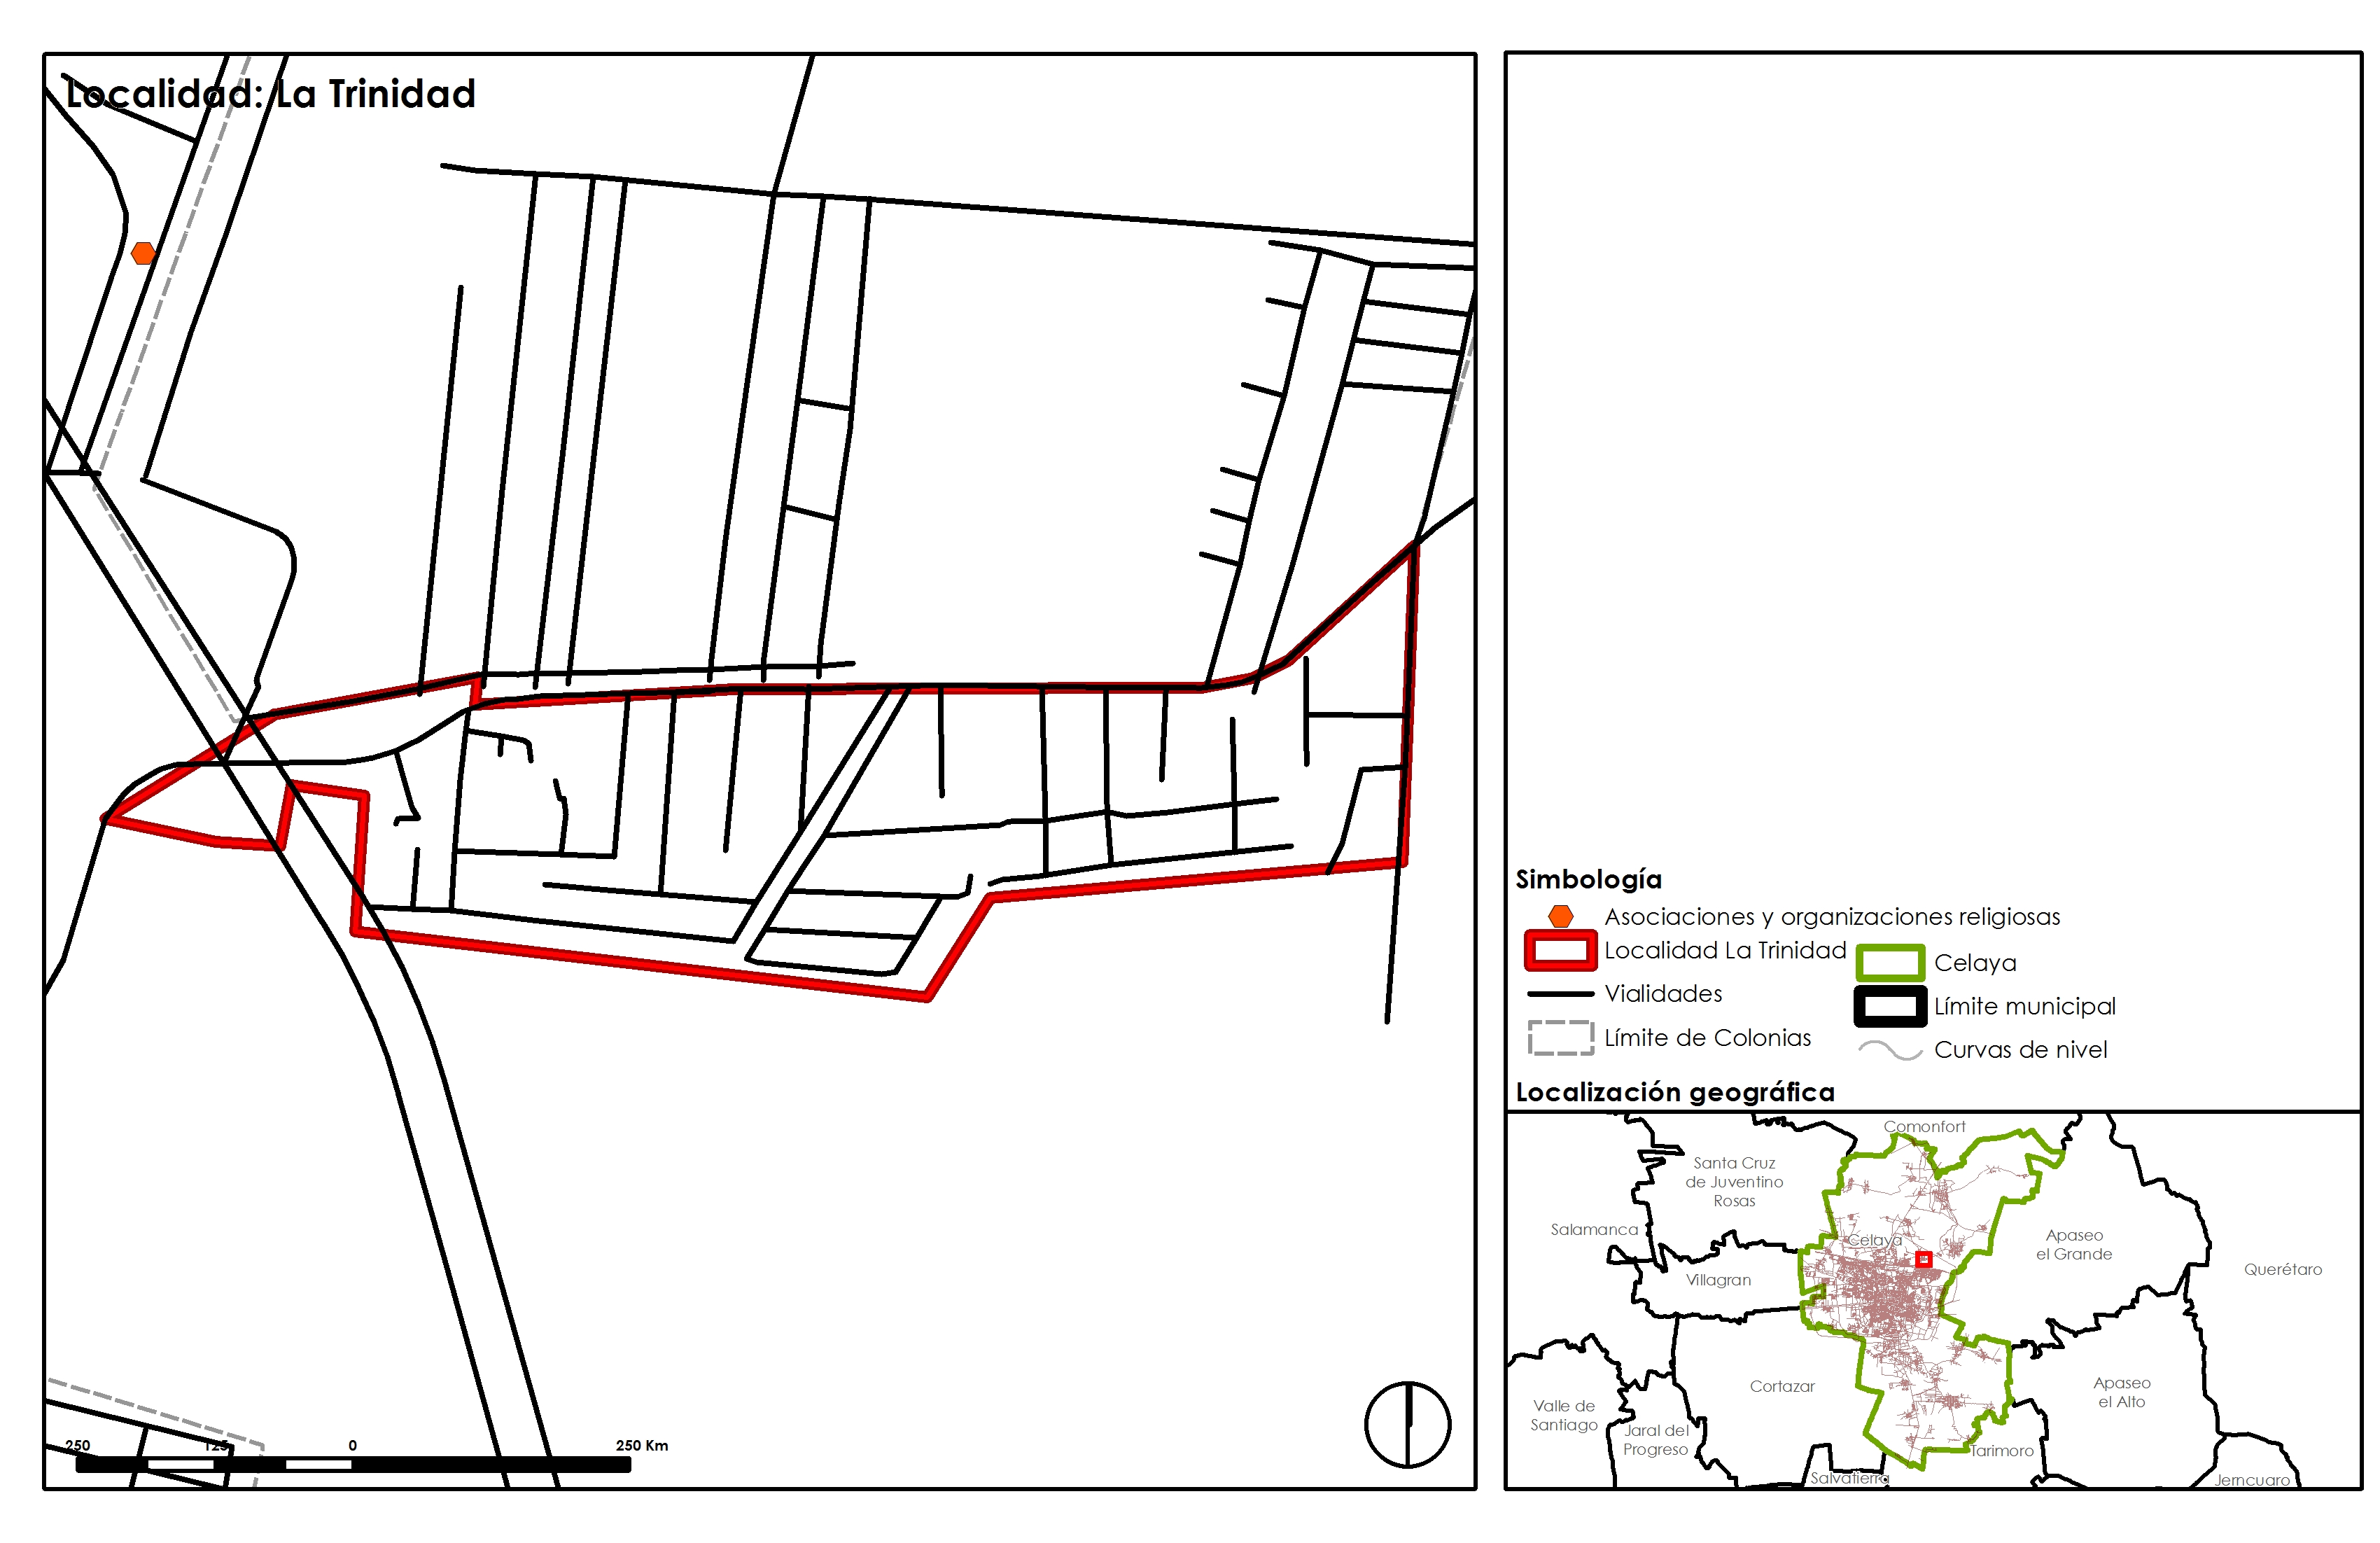 Localidad: La Trinidad
250 125 0 250 Km
Simbología
Asociaciones y organizaciones religiosas
Localidad La Trinidad
Vialidades
Límite de Colonias
Celaya
Límite municipal
Curvas de nivel
Localización geográfica
Comonfort
Santa Cruz
de Juventino
Rosas
Salamanca
Celaya
Apaseo
el Grande
Querétaro
Villagran
Cortazar
Apaseo
el Alto
Valle de
Santiago
Jaral del
Progreso
Tarimoro
Salvatierra
Jerncuaro